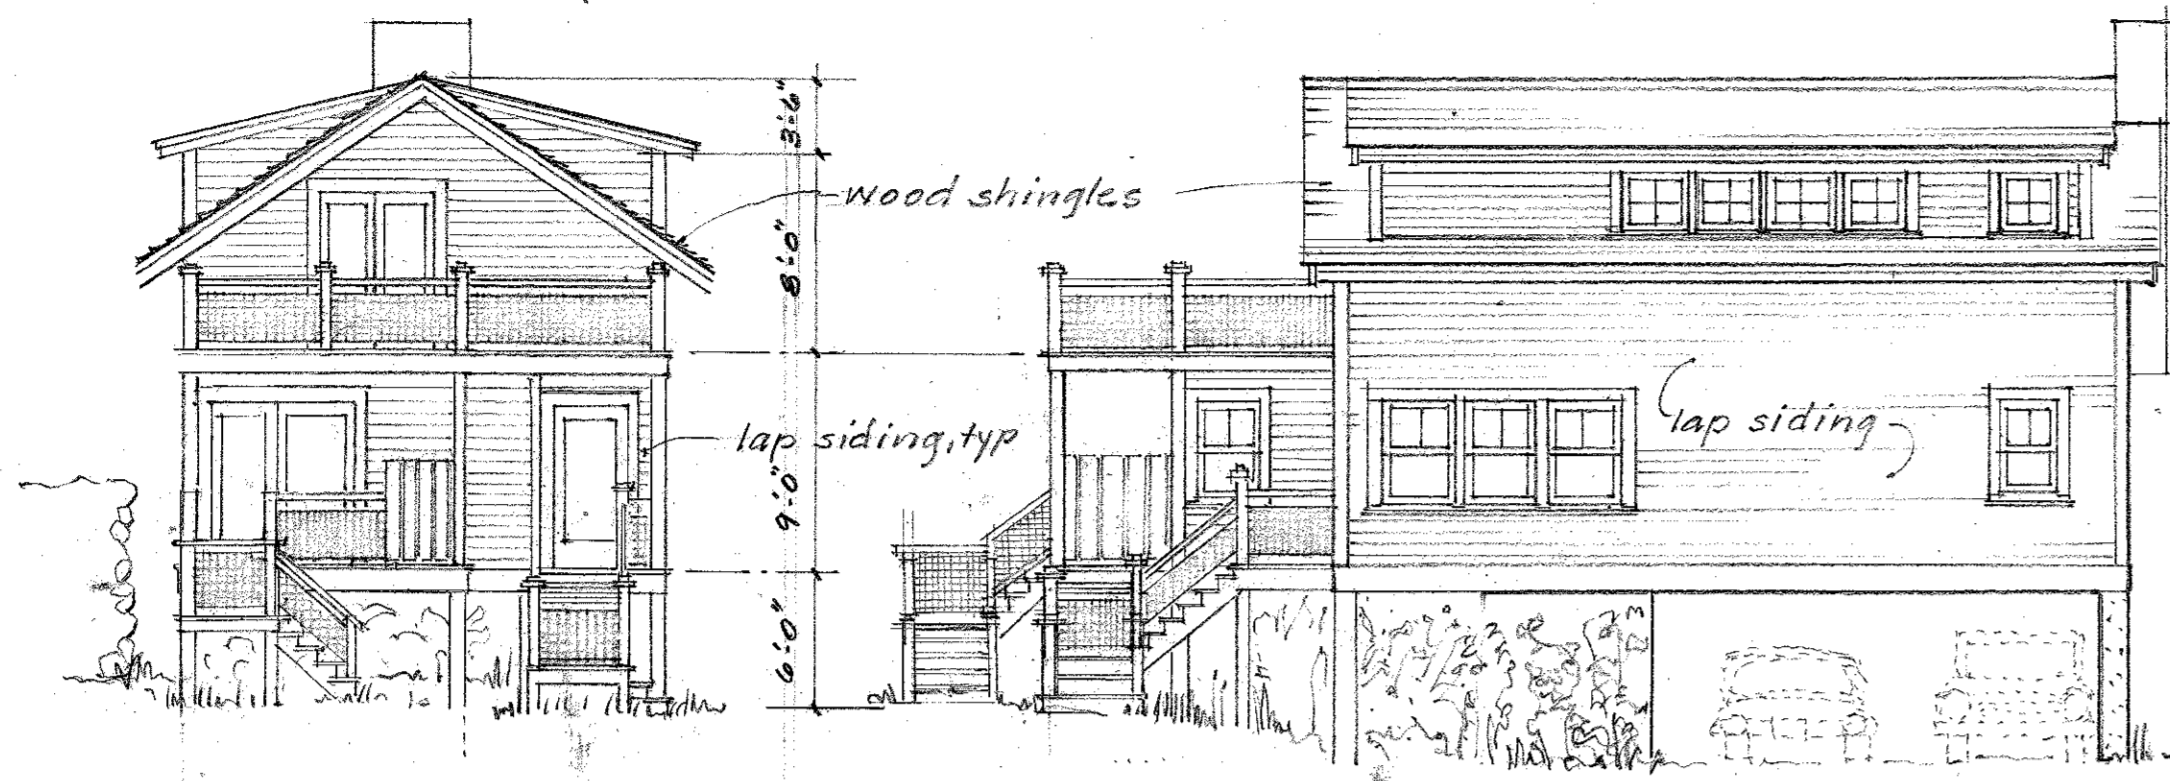 3'-6"
wood shingles
8'-0"
lap siding, typ
lap siding
9'-0"
6'-0"